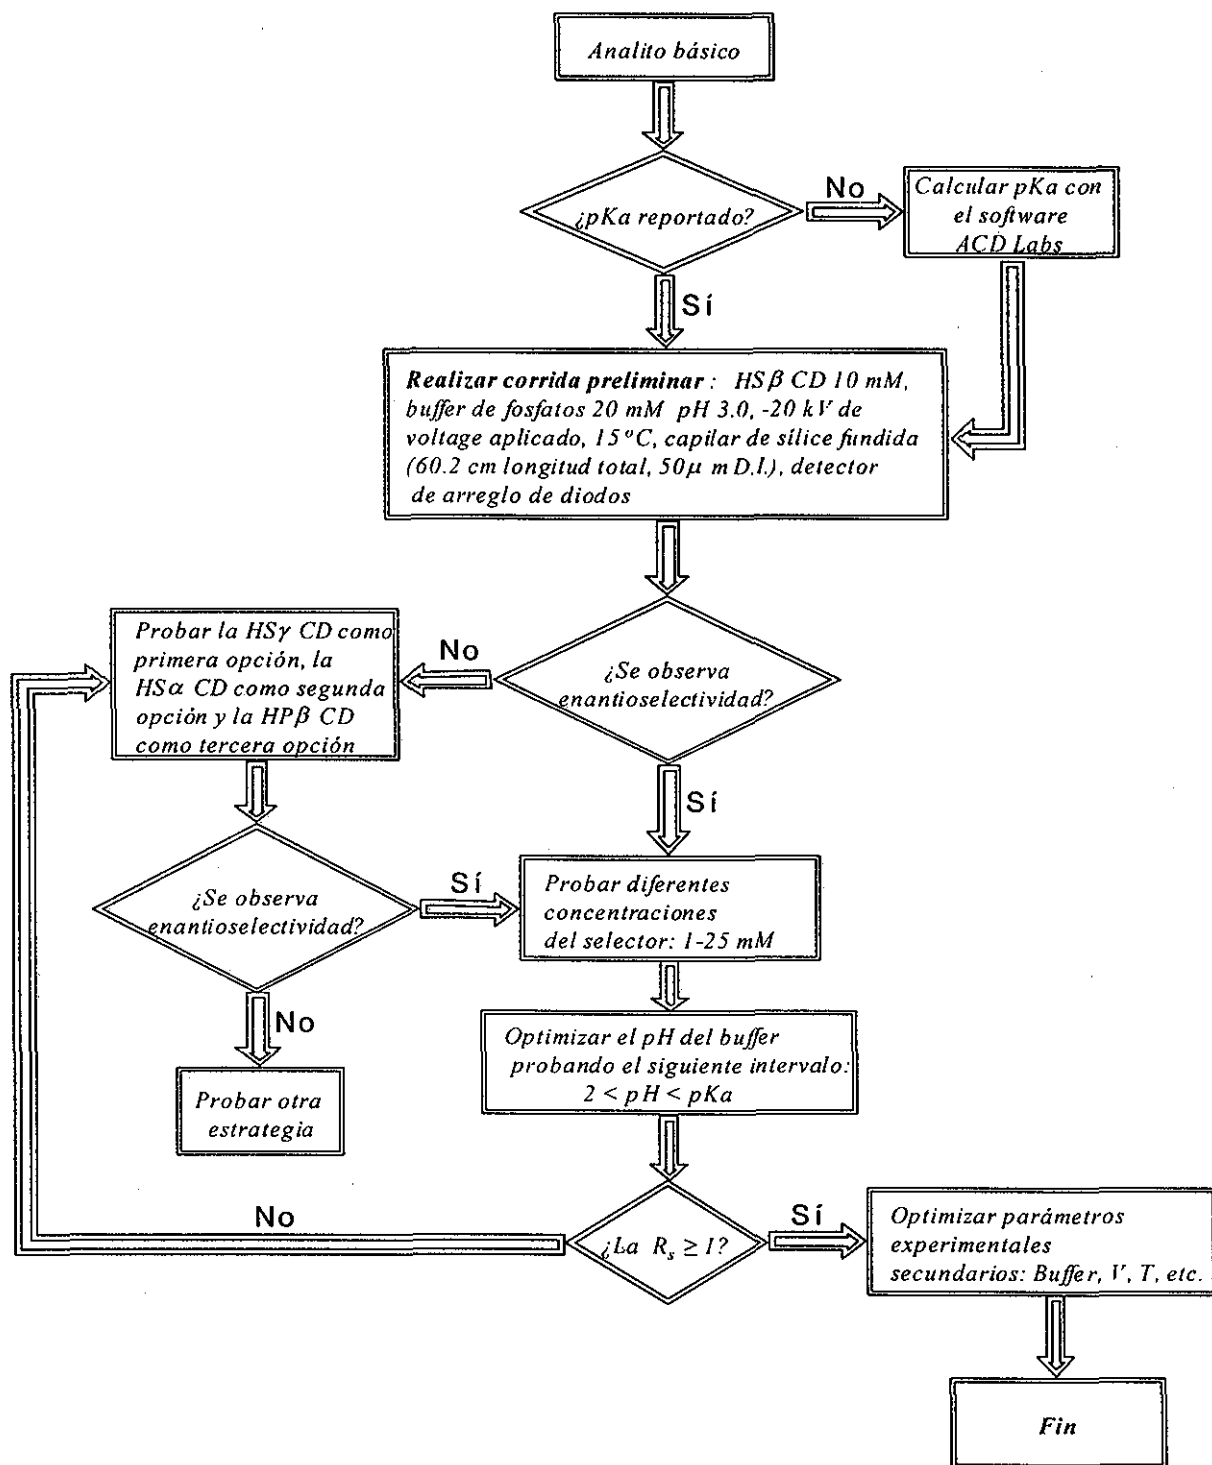 Analito básico
¿pKa reportado?
No
Calcular pKa con
el software
ACD Labs
Sí
Realizar corrida preliminar : HSβ CD 10 mM,
buffer de fosfatos 20 mM pH 3.0, -20 kV de
voltage aplicado, 15°C, capilar de sílice fundida
(60.2 cm longitud total, 50μ m D.I.), detector
de arreglo de diodos
Probar la HSγ CD como
primera opción, la
HSα CD como segunda
opción y la HPβ CD
como tercera opción
No
¿Se observa
enantioselectividad?
Sí
¿Se observa
enantioselectividad?
Sí
Probar diferentes
concentraciones
del selector: 1-25 mM
No
Optimizar el pH del buffer
probando el siguiente intervalo:
2 < pH < pKa
Probar otra
estrategia
No
¿La Rs ≥ 1?
Sí
Optimizar parámetros
experimentales
secundarios: Buffer, V, T, etc.
Fin